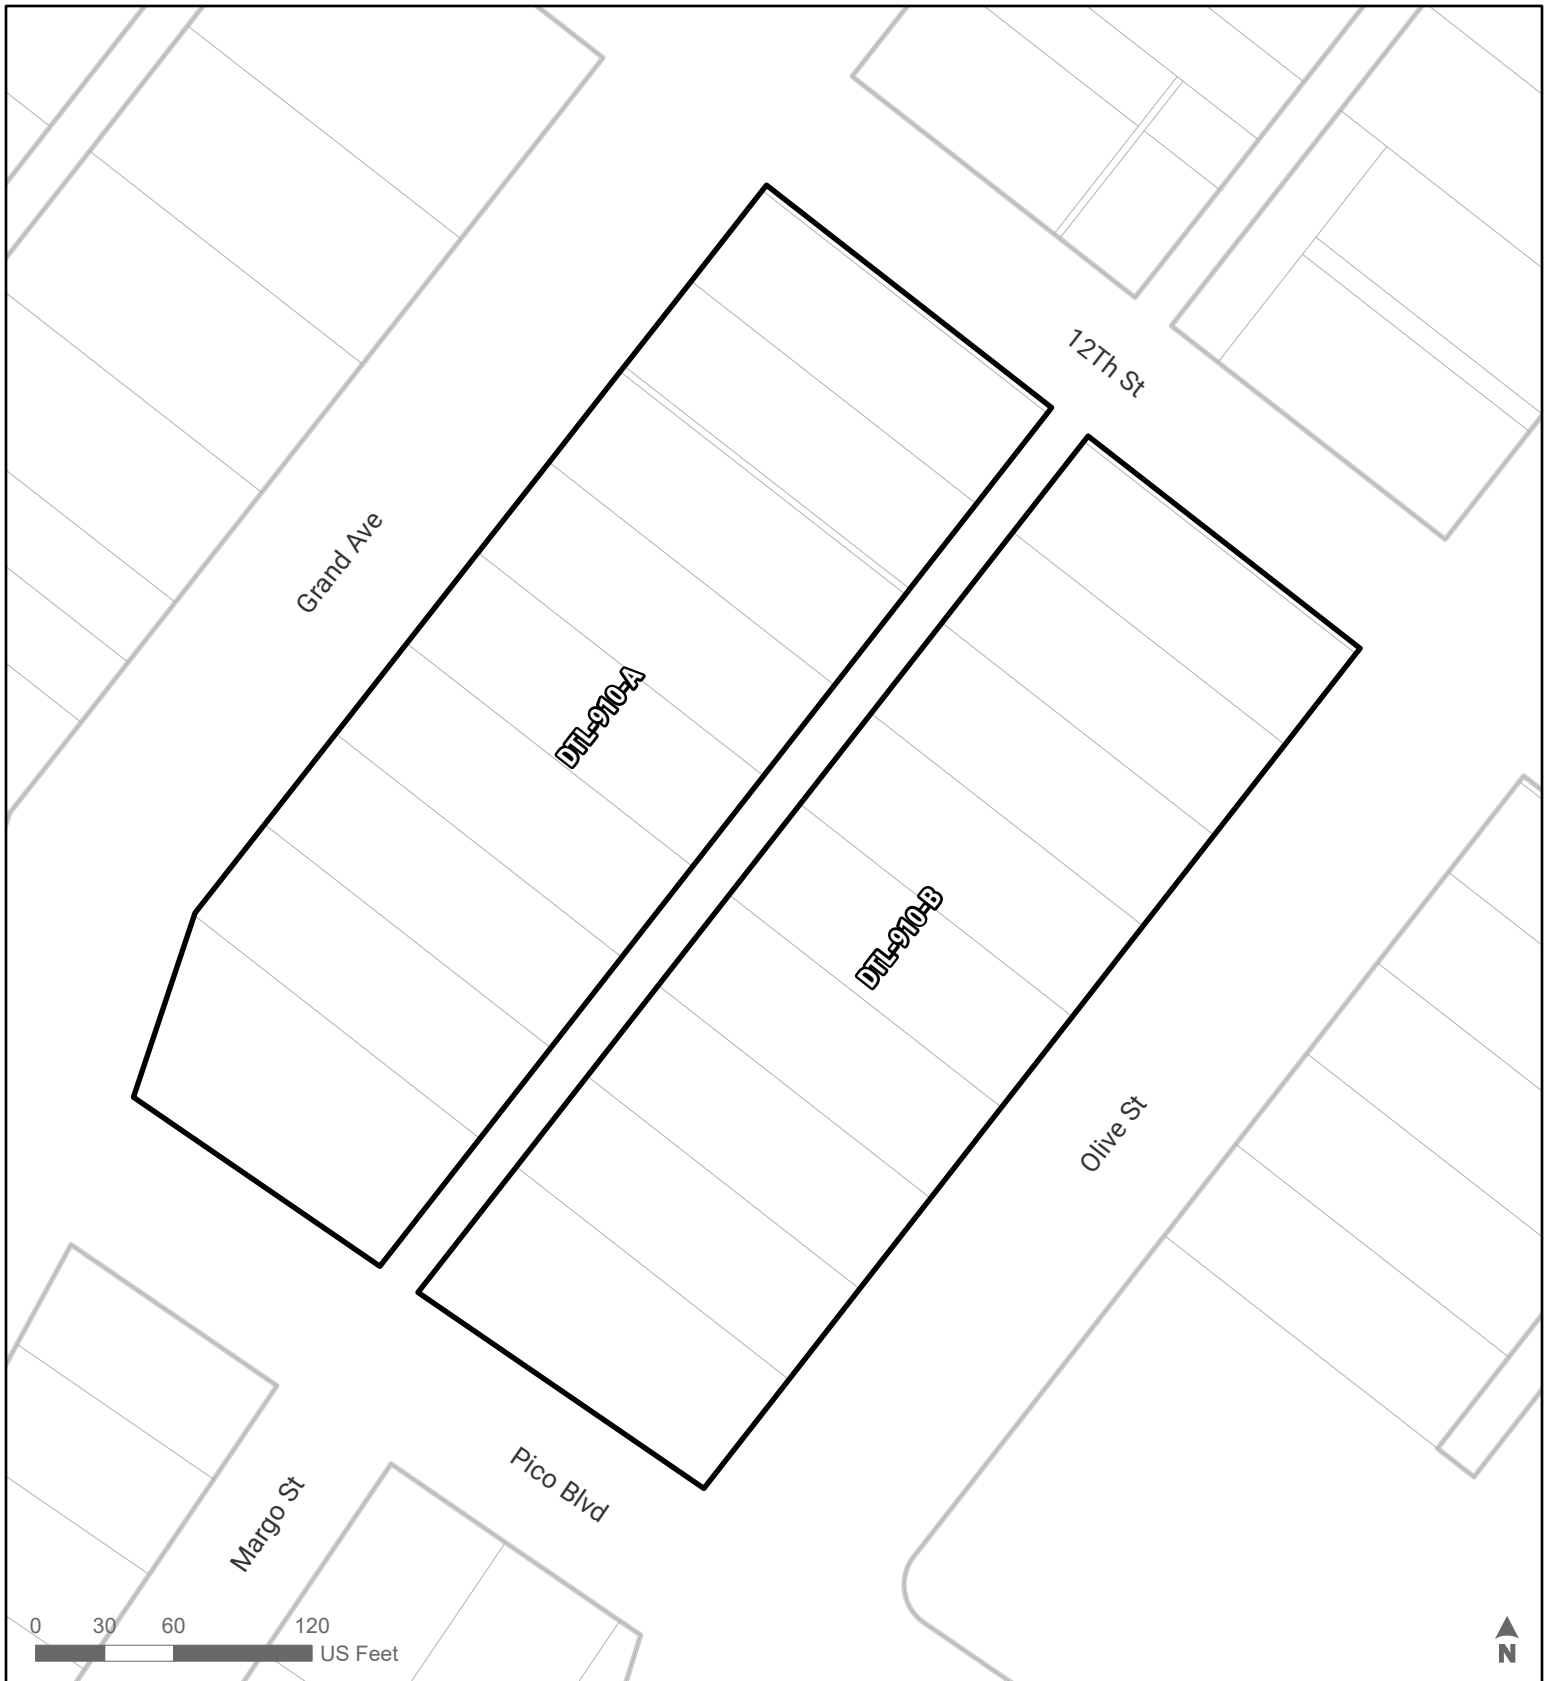 12Th St
Grand Ave
DTL-910-A
DTL-910-B
Olive St
Pico Blvd
Margo St
0 30 60 120
US Feet
N